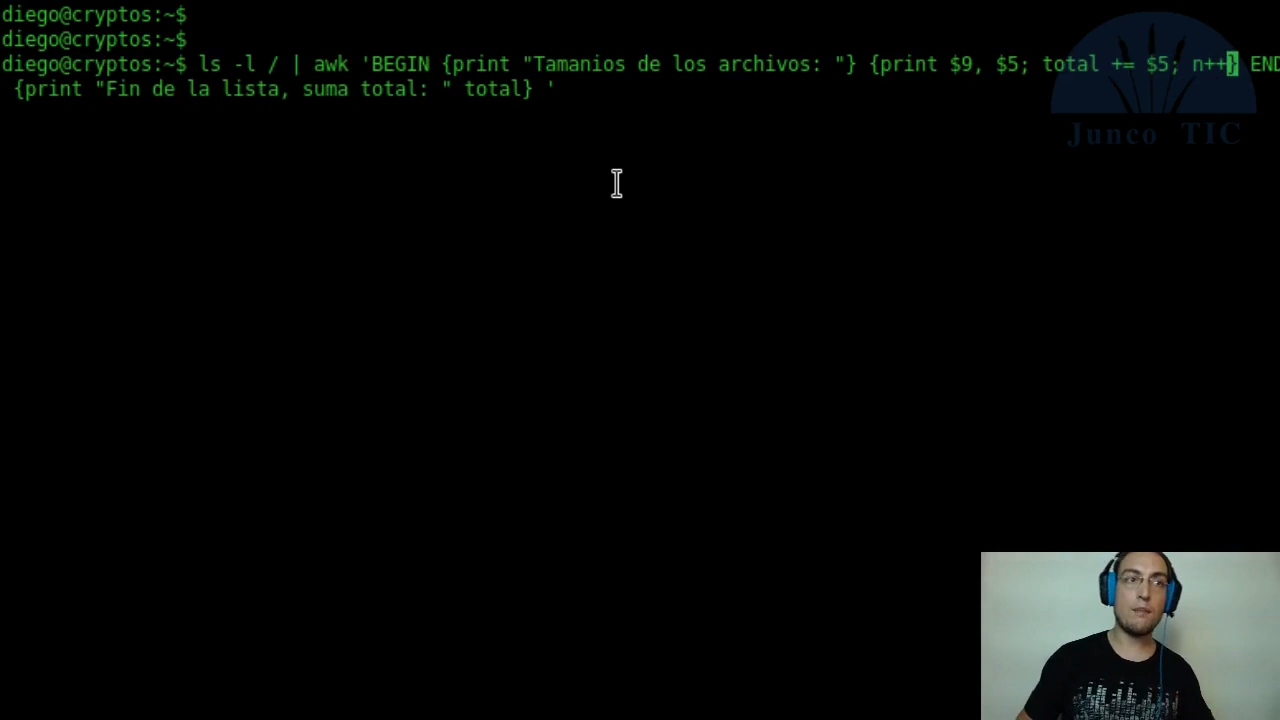 diego@cryptos:~$
diego@cryptos:~$
diego@cryptos:~$ ls -l / | awk 'BEGIN {print "Tamanios de los archivos: "} {print $9, $5; total += $5; n++} END
{print "Fin de la lista, suma total: " total} '
Junco TIC